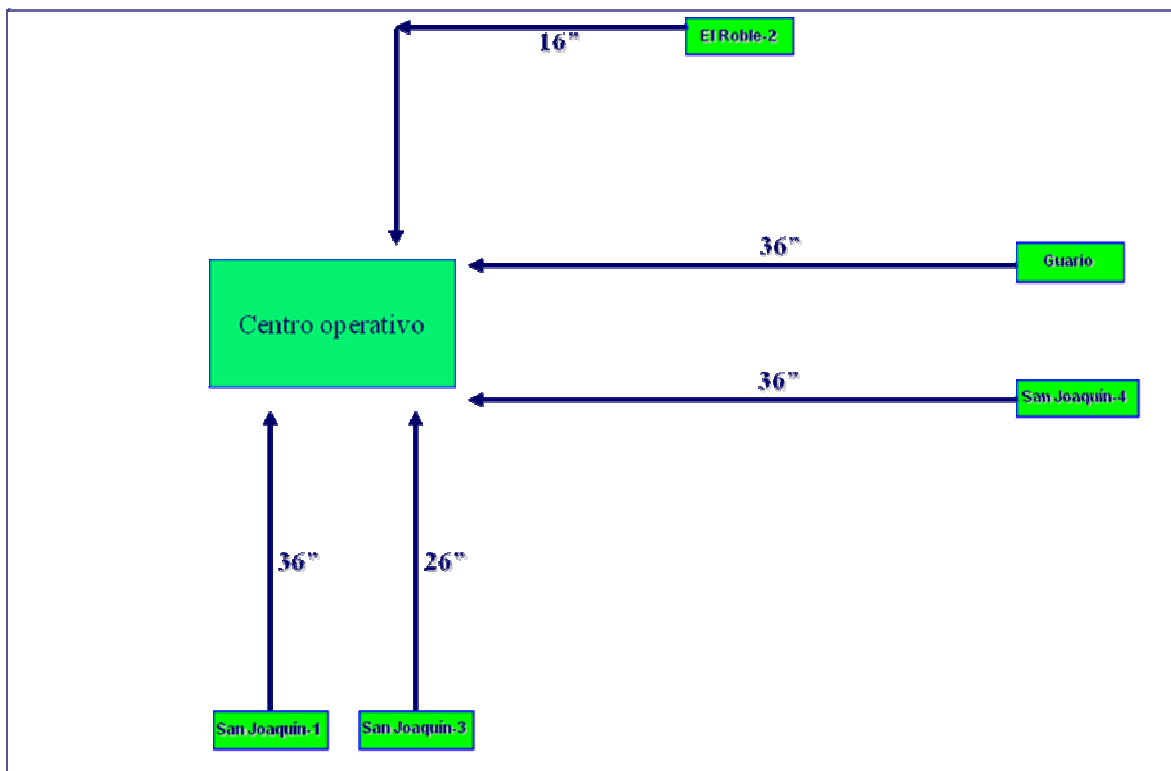 El Roble-2
16”
36”
Guario
Centro operativo
36”
San Joaquín-4
36”
26”
San Joaquín-1
San Joaquín-3